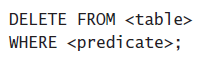 DELETE FROM <table>
WHERE <predicate>;